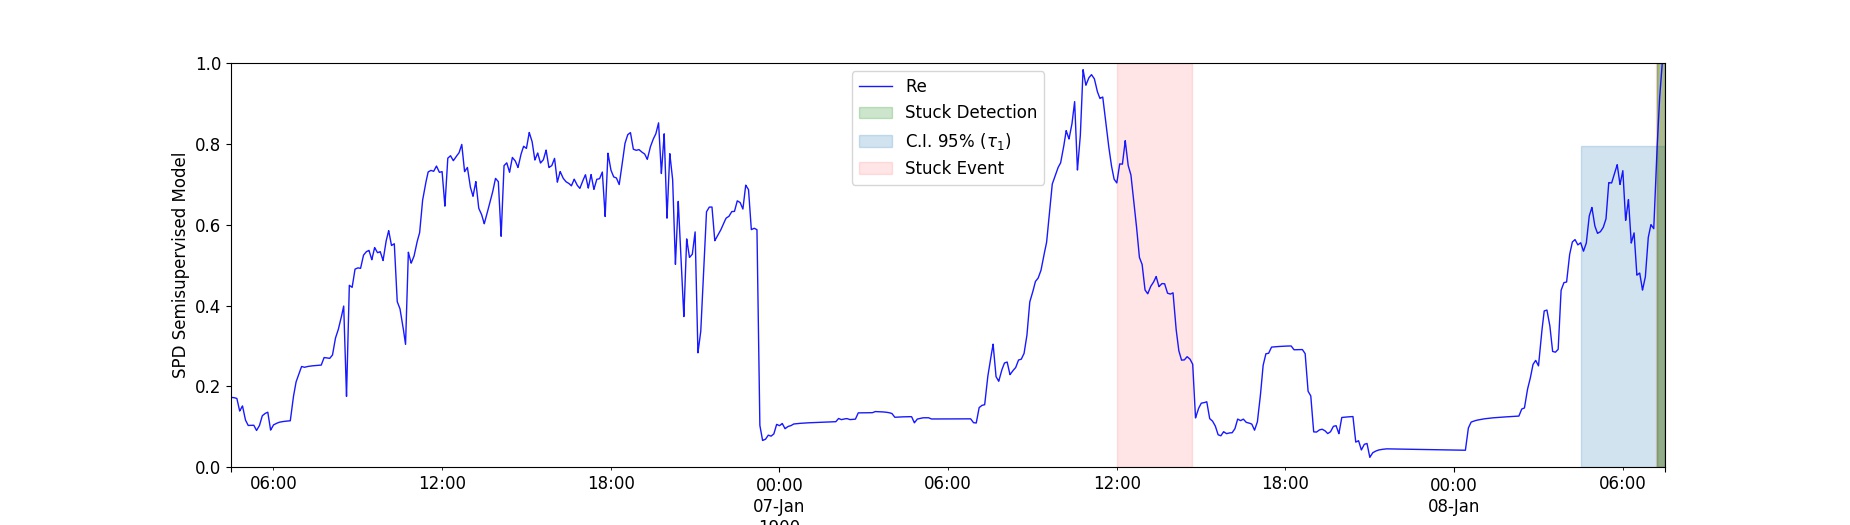 1.0
0.8
0.6
0.4
0.2
0.0
SPD Semisupervised Model
Re
Stuck Detection
C.I. 95% (τ₁)
Stuck Event
06:00 12:00 18:00 00:00 06:00 12:00 18:00 00:00 06:00
07-Jan 08-Jan
1900